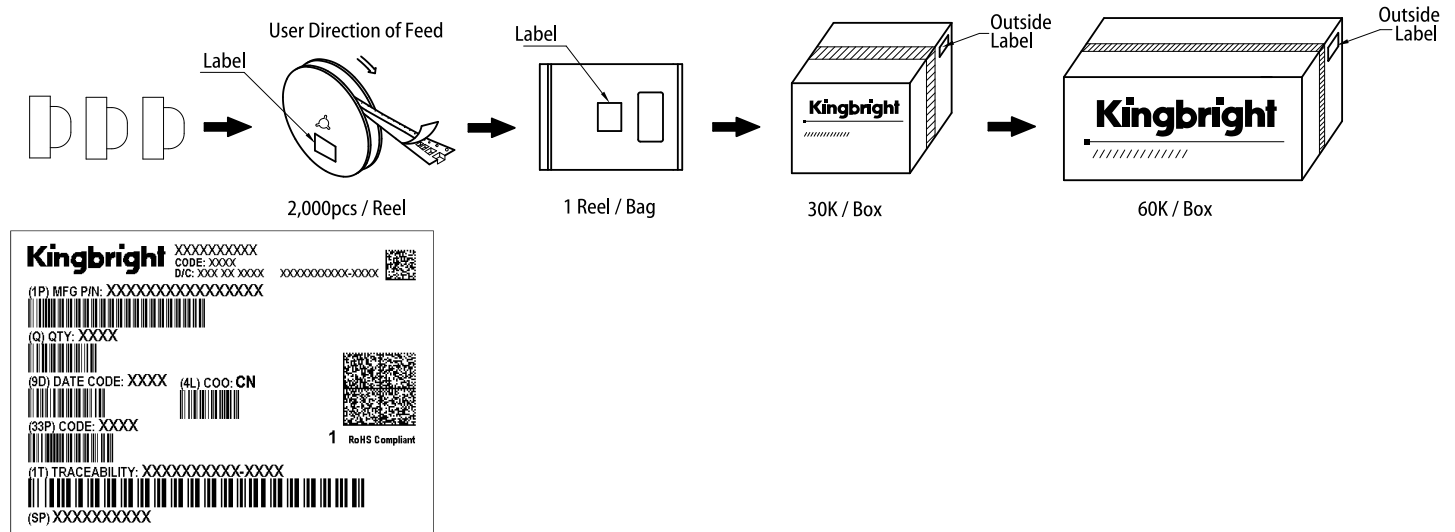 User Direction of Feed
Label
Label
Outside
Label
Outside
Label
Kingbright
Kingbright
2,000pcs / Reel
1 Reel / Bag
30K / Box
60K / Box
Kingbright
XXXXXXXXXX
CODE: XXXX
D/C: XXX XX XXXX XXXXXXXXXX-XXXX
(1P) MFG P/N: XXXXXXXXXXXXXXXX
(Q) QTY: XXXX
(9D) DATE CODE: XXXX (4L) COO: CN
(33P) CODE: XXXX
1 RoHS Compliant
(1T) TRACEABILITY: XXXXXXXXXX-XXXX
(SP) XXXXXXXXXX